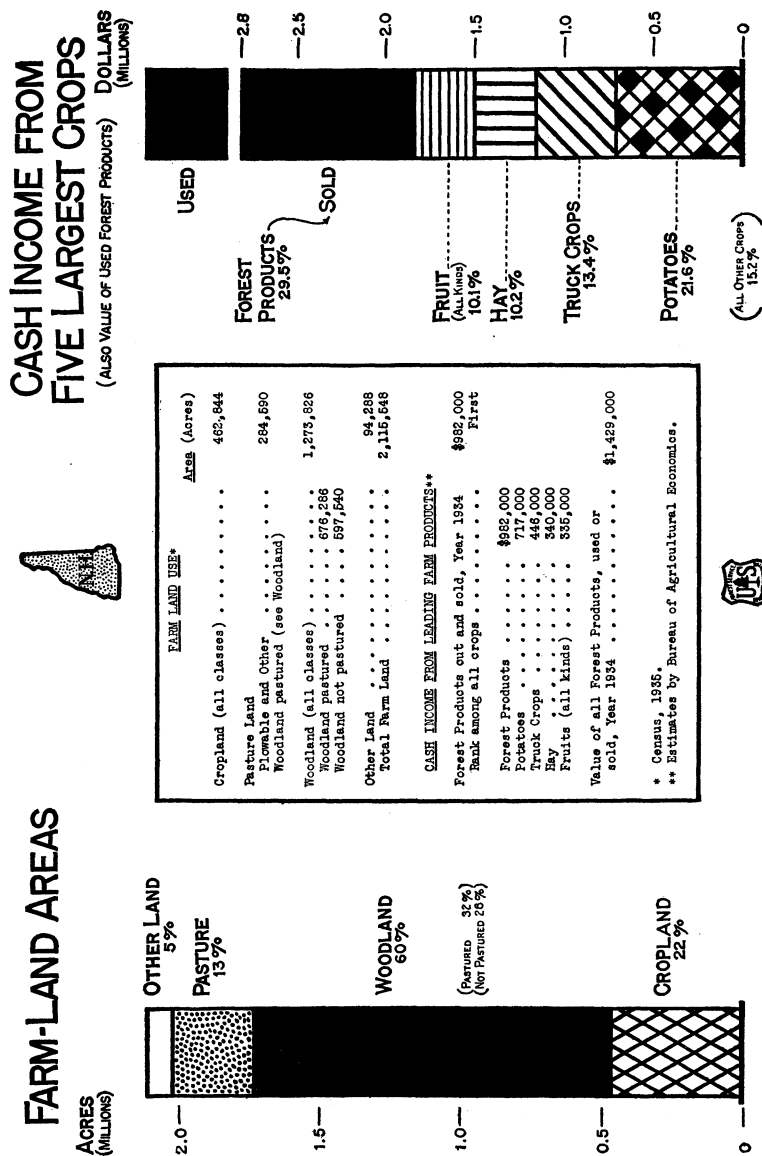 FARM-LAND AREAS
ACRES
(MILLIONS)
2.0—
1.5—
1.0—
0.5—
0
OTHER LAND
5%
PASTURE
13%
WOODLAND
60%
(PASTURED 32%
NOT PASTURED 28%)
CROPLAND
22%
N.H.
FARM LAND USE*
Area (Acres)
Cropland (all classes) . . . . . . . . . . 462,844
Pasture Land
Plowable and Other . . . . . . . . 284,590
Woodland pastured (see Woodland)
Woodland (all classes) . . . . . . . . . . 1,273,826
Woodland pastured . . . . . 676,286
Woodland not pastured . . . 597,540
Other Land . . . . . . . . . . . . . . . 94,288
Total Farm Land . . . . . . . . . . . 2,115,548
CASH INCOME FROM LEADING FARM PRODUCTS**
Forest Products cut and sold, Year 1934 $982,000
Rank among all crops . . . . . . . . . First
Forest Products . . . . . . $982,000
Potatoes . . . . . . . . . . 717,000
Truck Crops . . . . . . . . 446,000
Hay . . . . . . . . . . . . 340,000
Fruits (all kinds) . . . . . 335,000
Value of all Forest Products, used or
sold, Year 1934 . . . . . . . . . . . $1,429,000
* Census, 1935.
** Estimates by Bureau of Agricultural Economics.
U S
CASH INCOME FROM
FIVE LARGEST CROPS
(ALSO VALUE OF USED FOREST PRODUCTS)
DOLLARS
(MILLIONS)
USED
FOREST
PRODUCTS
29.5%
SOLD
FRUIT
(ALL KINDS)
10.1%
HAY
10.2%
TRUCK CROPS
13.4%
POTATOES
21.6%
(ALL OTHER CROPS
15.2%)
—2.8
—2.5
—2.0
—1.5
—1.0
—0.5
—0